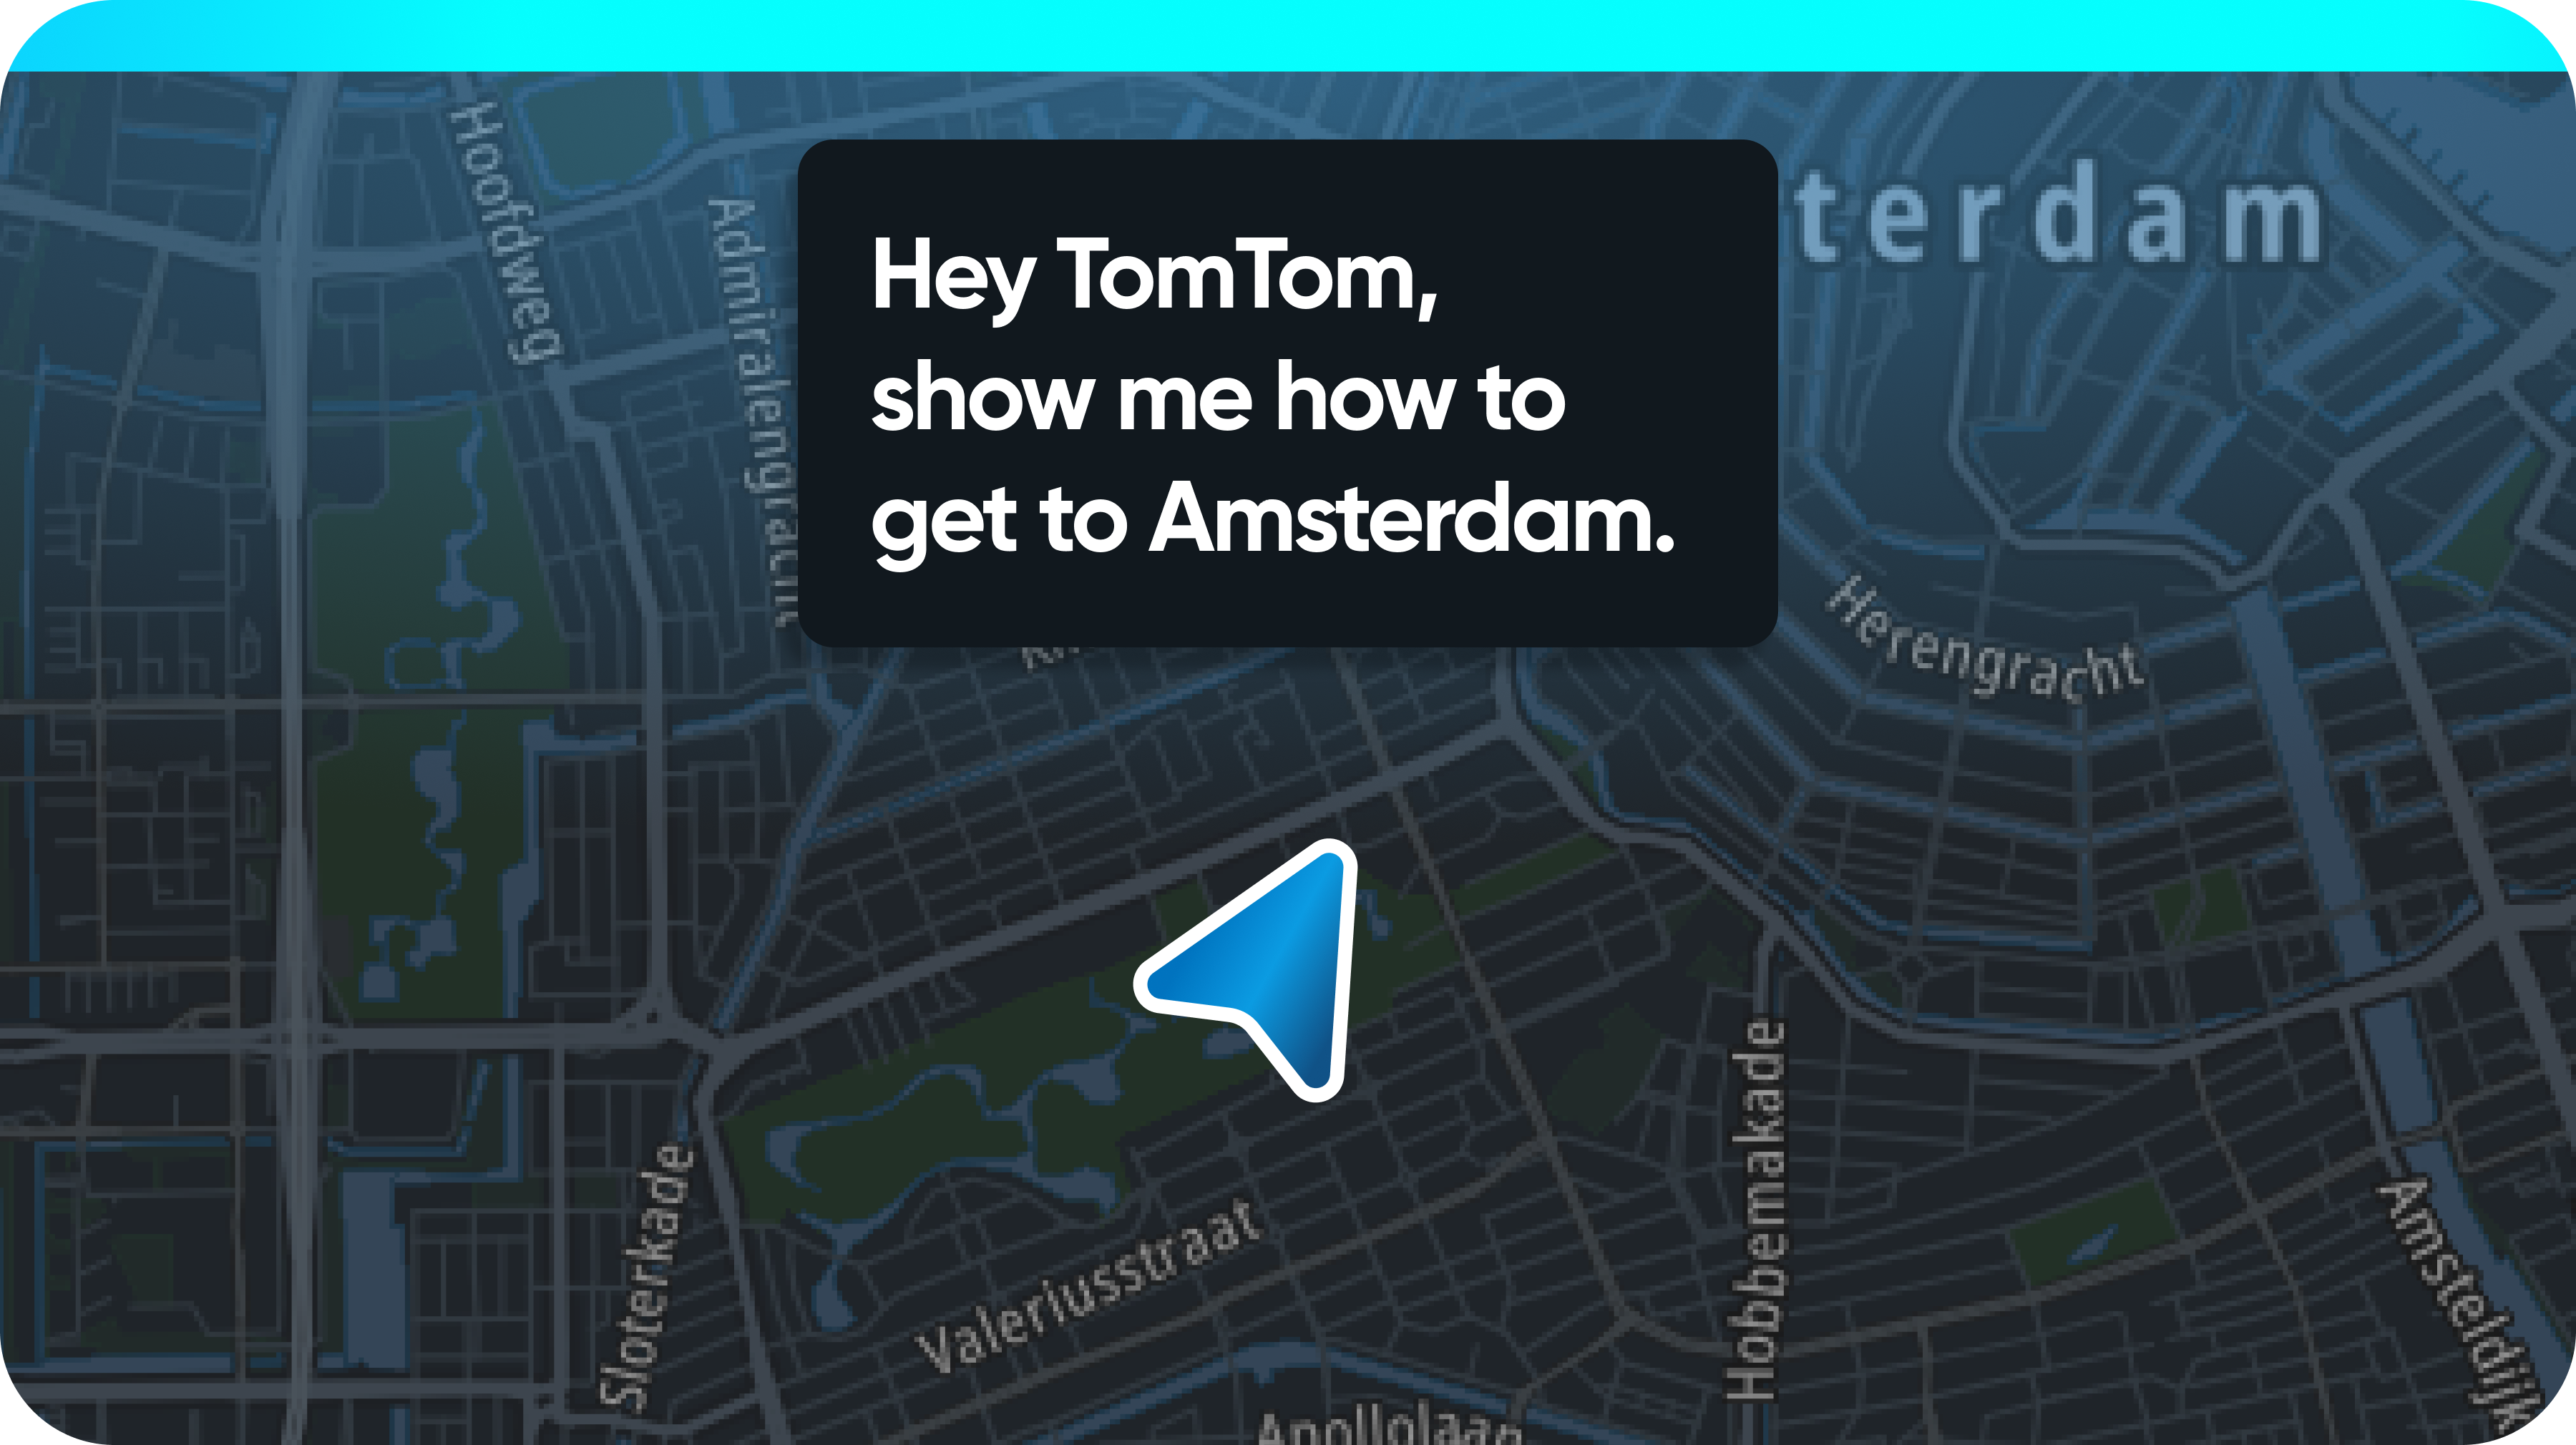 Hoofdweg
Admiralengracht
terdam
Hey TomTom,
show me how to
get to Amsterdam.
Herengracht
Hobbemakade
Sloterkade
Valeriusstraat
Amsteldijk
Apollolaan